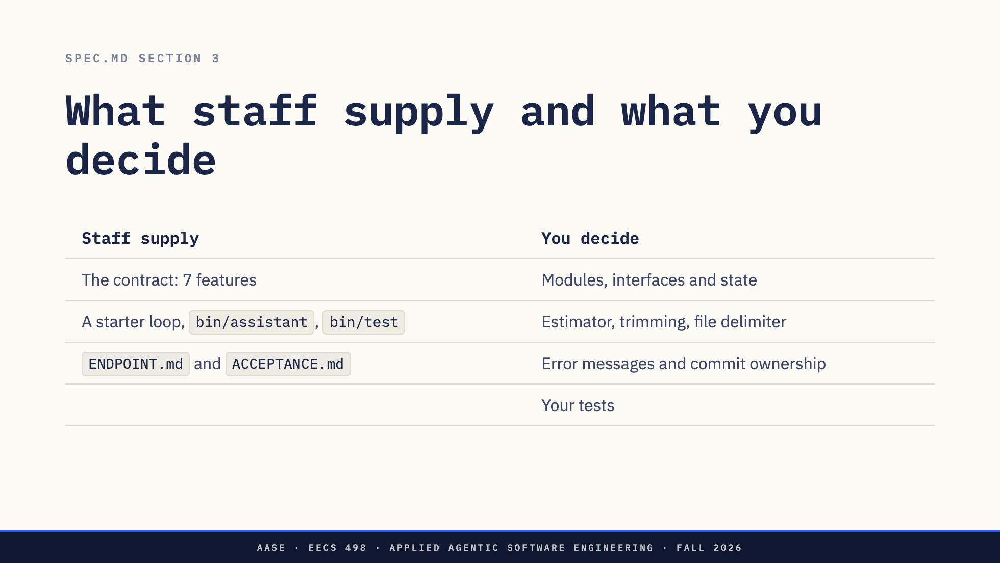 SPEC.MD SECTION 3
What staff supply and what you
decide
Staff supply
You decide
The contract: 7 features
Modules, interfaces and state
A starter loop, bin/assistant, bin/test
Estimator, trimming, file delimiter
ENDPOINT.md and ACCEPTANCE.md
Error messages and commit ownership
Your tests
AASE · EECS 498 · APPLIED AGENTIC SOFTWARE ENGINEERING · FALL 2026